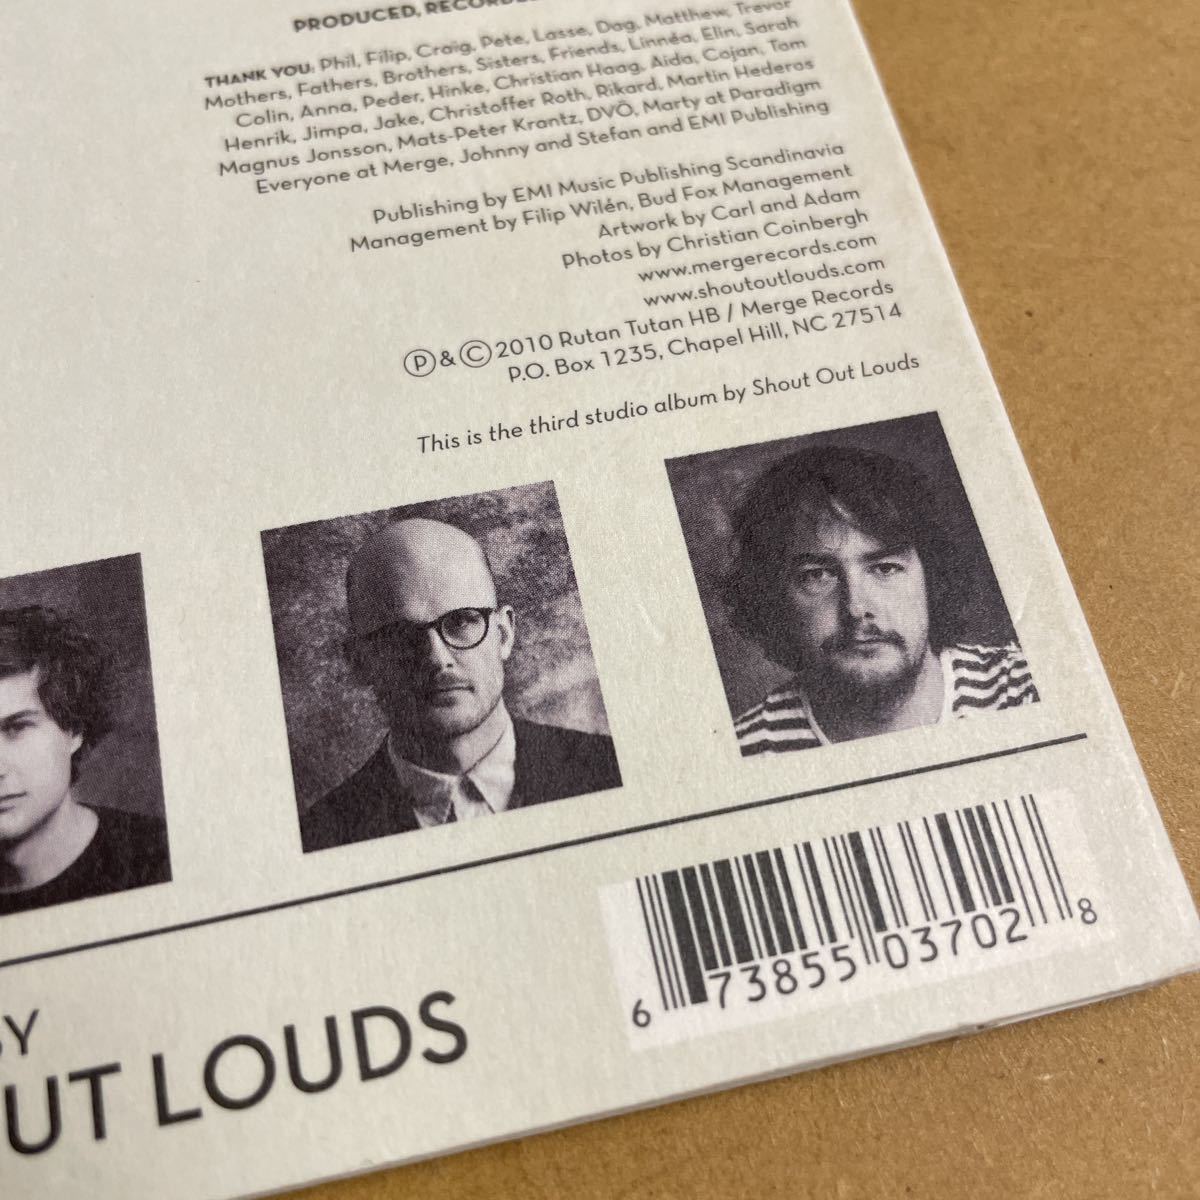 PRODUCED, RECORDED
THANK YOU: Phil, Filip, Craig, Pete, Lasse, Dag, Matthew, Trevor
Mothers, Fathers, Brothers, Sisters, Friends, Linnéa, Elin, Sarah
Colin, Anna, Peder, Hinke, Christian Haag, Aida, Cojan, Tom
Henrik, Jimpa, Jake, Christoffer Roth, Rikard, Martin Hederos
Magnus Jonsson, Mats-Peter Krantz, DVÖ, Marty at Paradigm
Everyone at Merge, Johnny and Stefan and EMI Publishing
Publishing by EMI Music Publishing Scandinavia
Management by Filip Wilén, Bud Fox Management
Artwork by Carl and Adam
Photos by Christian Coinbergh
www.mergerecords.com
www.shoutoutlouds.com
Ⓟ & Ⓒ 2010 Rutan Tutan HB / Merge Records
P.O. Box 1235, Chapel Hill, NC 27514
This is the third studio album by Shout Out Louds
6 73855 03702 8
BY
OUT LOUDS